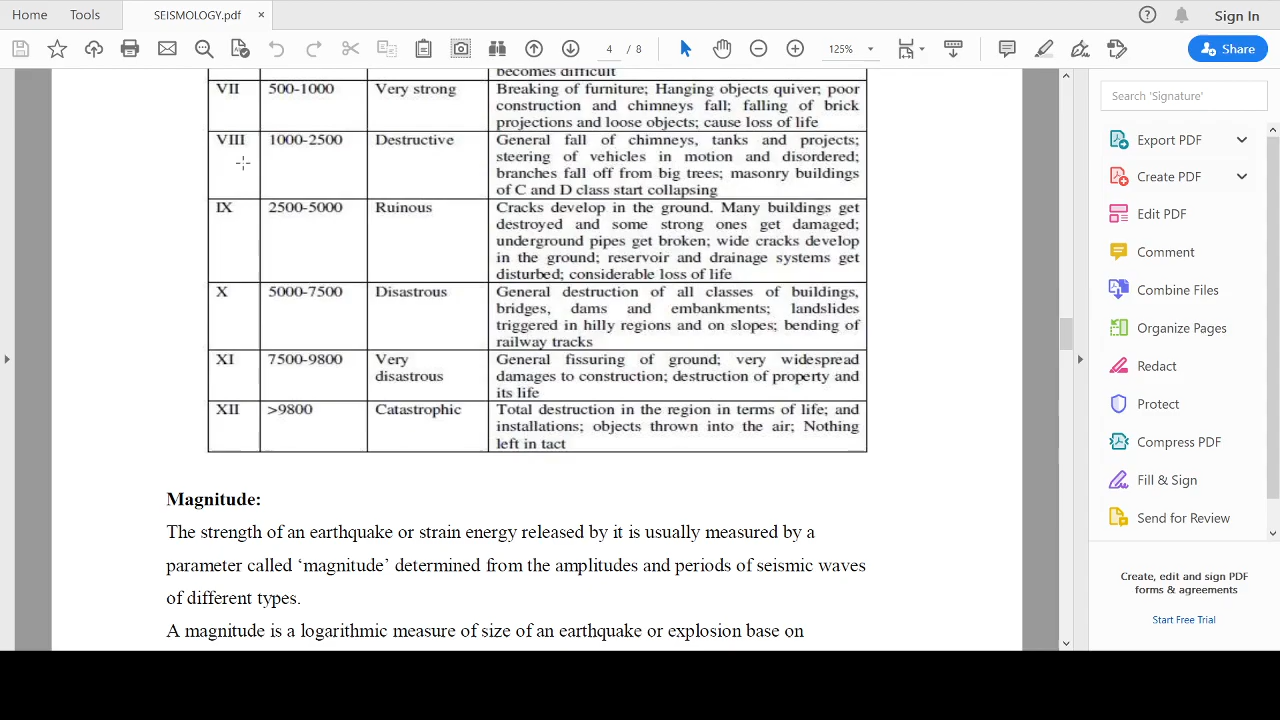 Home
Tools
SEISMOLOGY.pdf
×
Sign In
4 / 8
125%
Share
becomes difficult
VII 500-1000 Very strong Breaking of furniture; Hanging objects quiver; poor
construction and chimneys fall; falling of brick
projections and loose objects; cause loss of life
VIII 1000-2500 Destructive General fall of chimneys, tanks and projects;
steering of vehicles in motion and disordered;
branches fall off from big trees; masonry buildings
of C and D class start collapsing
IX 2500-5000 Ruinous Cracks develop in the ground. Many buildings get
destroyed and some strong ones get damaged;
underground pipes get broken; wide cracks develop
in the ground; reservoir and drainage systems get
disturbed; considerable loss of life
X 5000-7500 Disastrous General destruction of all classes of buildings,
bridges, dams and embankments; landslides
triggered in hilly regions and on slopes; bending of
railway tracks
XI 7500-9800 Very General fissuring of ground; very widespread
disastrous damages to construction; destruction of property and
its life
XII >9800 Catastrophic Total destruction in the region in terms of life; and
installations; objects thrown into the air; Nothing
left in tact
Magnitude:
The strength of an earthquake or strain energy released by it is usually measured by a
parameter called ‘magnitude’ determined from the amplitudes and periods of seismic waves
of different types.
A magnitude is a logarithmic measure of size of an earthquake or explosion base on
Search 'Signature'
Export PDF
Create PDF
Edit PDF
Comment
Combine Files
Organize Pages
Redact
Protect
Compress PDF
Fill & Sign
Send for Review
Create, edit and sign PDF
forms & agreements
Start Free Trial